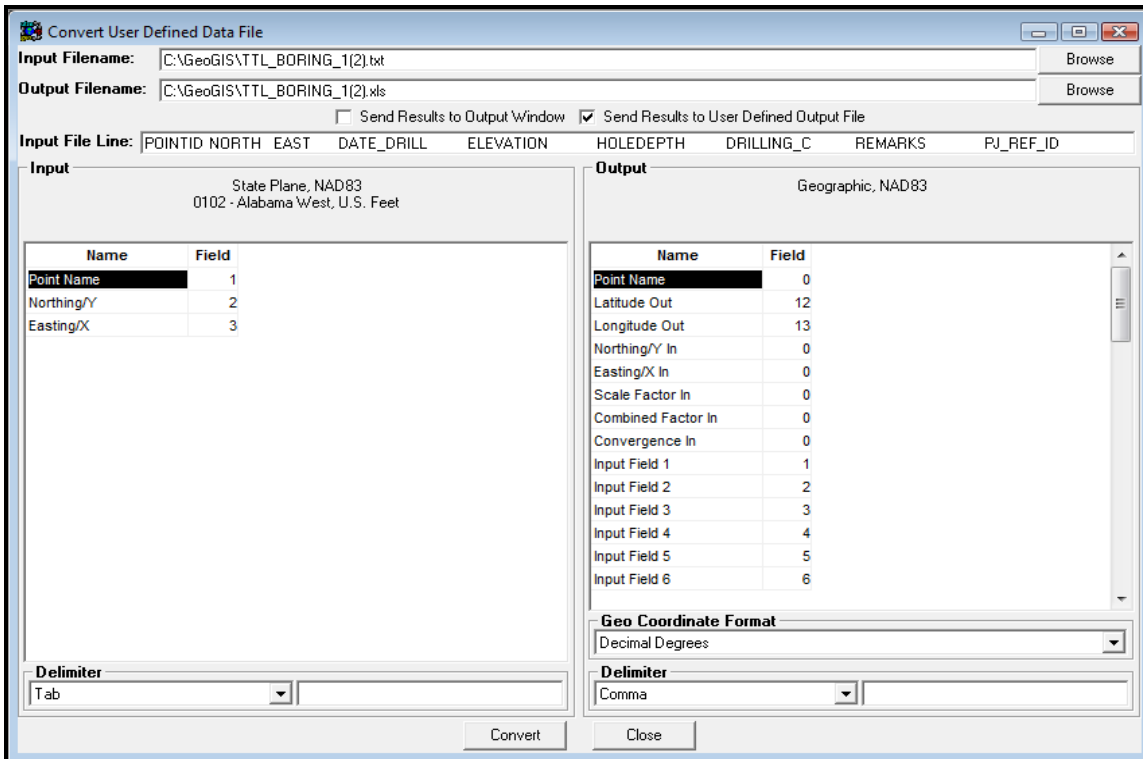 Convert User Defined Data File
Input Filename: C:\GeoGIS\TTL_BORING_1(2).txt Browse
Output Filename: C:\GeoGIS\TTL_BORING_1(2).xls Browse
Send Results to Output Window Send Results to User Defined Output File
Input File Line: POINTID NORTH EAST DATE_DRILL ELEVATION HOLEDEPTH DRILLING_C REMARKS PJ_REF_ID
Input
State Plane, NAD83
0102 - Alabama West, U.S. Feet
Name Field
Point Name 1
Northing/Y 2
Easting/X 3
Delimiter
Tab
Output
Geographic, NAD83
Name Field
Point Name 0
Latitude Out 12
Longitude Out 13
Northing/Y In 0
Easting/X In 0
Scale Factor In 0
Combined Factor In 0
Convergence In 0
Input Field 1 1
Input Field 2 2
Input Field 3 3
Input Field 4 4
Input Field 5 5
Input Field 6 6
Geo Coordinate Format
Decimal Degrees
Delimiter
Comma
Convert Close